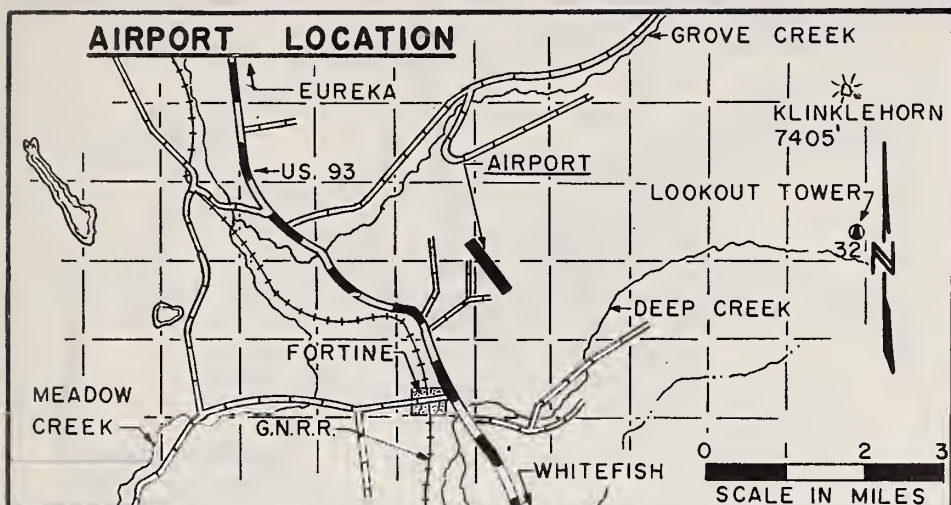 AIRPORT LOCATION
GROVE CREEK
EUREKA
KLINKLEHORN
7405'
AIRPORT
US. 93
LOOKOUT TOWER
32
N
DEEP CREEK
FORTINE
MEADOW
CREEK
G.N.R.R.
WHITEFISH
0 1 2 3
SCALE IN MILES